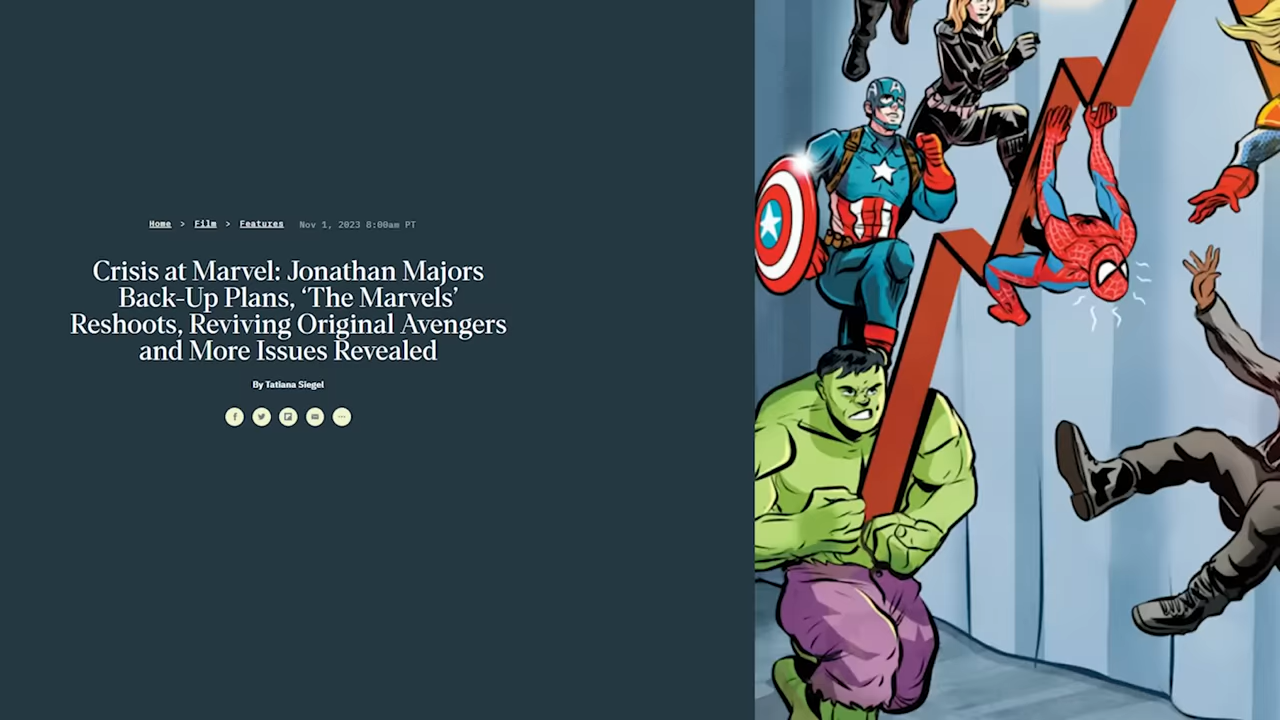 Home > Film > Features Nov 1, 2023 8:00am PT
Crisis at Marvel: Jonathan Majors
Back-Up Plans, ‘The Marvels’
Reshoots, Reviving Original Avengers
and More Issues Revealed
By Tatiana Siegel
A